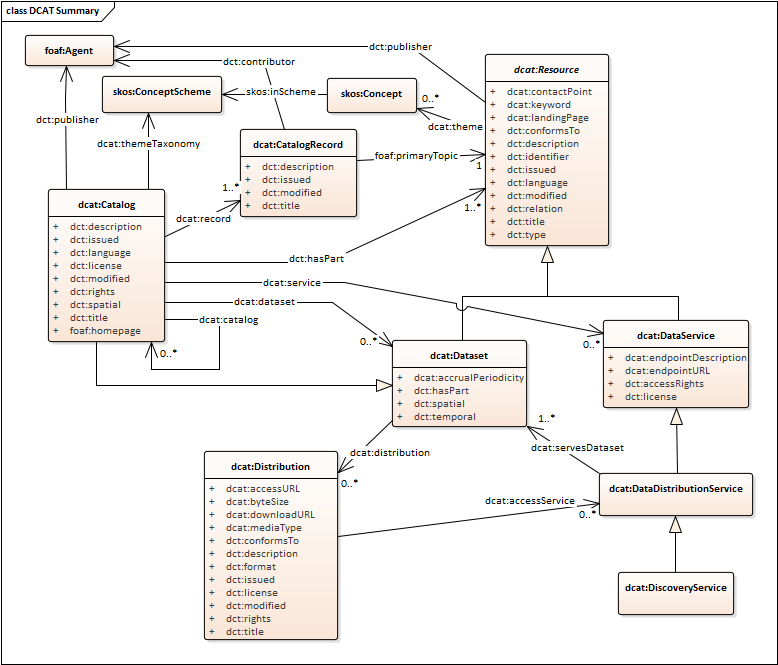 class DCAT Summary
foaf:Agent
dct:publisher
dct:contributor
dcat:Resource
+ dcat:contactPoint
+ dcat:keyword
+ dcat:landingPage
+ dct:conformsTo
+ dct:description
+ dct:identifier
+ dct:issued
+ dct:language
+ dct:modified
+ dct:relation
+ dct:title
+ dct:type
skos:ConceptScheme
skos:inScheme
skos:Concept
0..*
dcat:theme
dct:publisher
dcat:themeTaxonomy
dcat:CatalogRecord
+ dct:description
+ dct:issued
+ dct:modified
+ dct:title
foaf:primaryTopic
1
1..*
dcat:record
1..*
dct:hasPart
dcat:Catalog
+ dct:description
+ dct:issued
+ dct:language
+ dct:license
+ dct:modified
+ dct:rights
+ dct:spatial
+ dct:title
+ foaf:homepage
dcat:service
dcat:dataset
dcat:catalog
0..*
0..*
0..*
dcat:Dataset
+ dct:accrualPeriodicity
+ dct:hasPart
+ dct:spatial
+ dct:temporal
dcat:DataService
+ dcat:endpointDescription
+ dcat:endpointURL
+ dct:accessRights
+ dct:license
1..*
dcat:servesDataset
dcat:distribution
0..*
dcat:Distribution
+ dcat:accessURL
+ dcat:byteSize
+ dcat:downloadURL
+ dcat:mediaType
+ dct:conformsTo
+ dct:description
+ dct:format
+ dct:issued
+ dct:license
+ dct:modified
+ dct:rights
+ dct:title
dcat:accessService
0..*
dcat:DataDistributionService
dcat:DiscoveryService